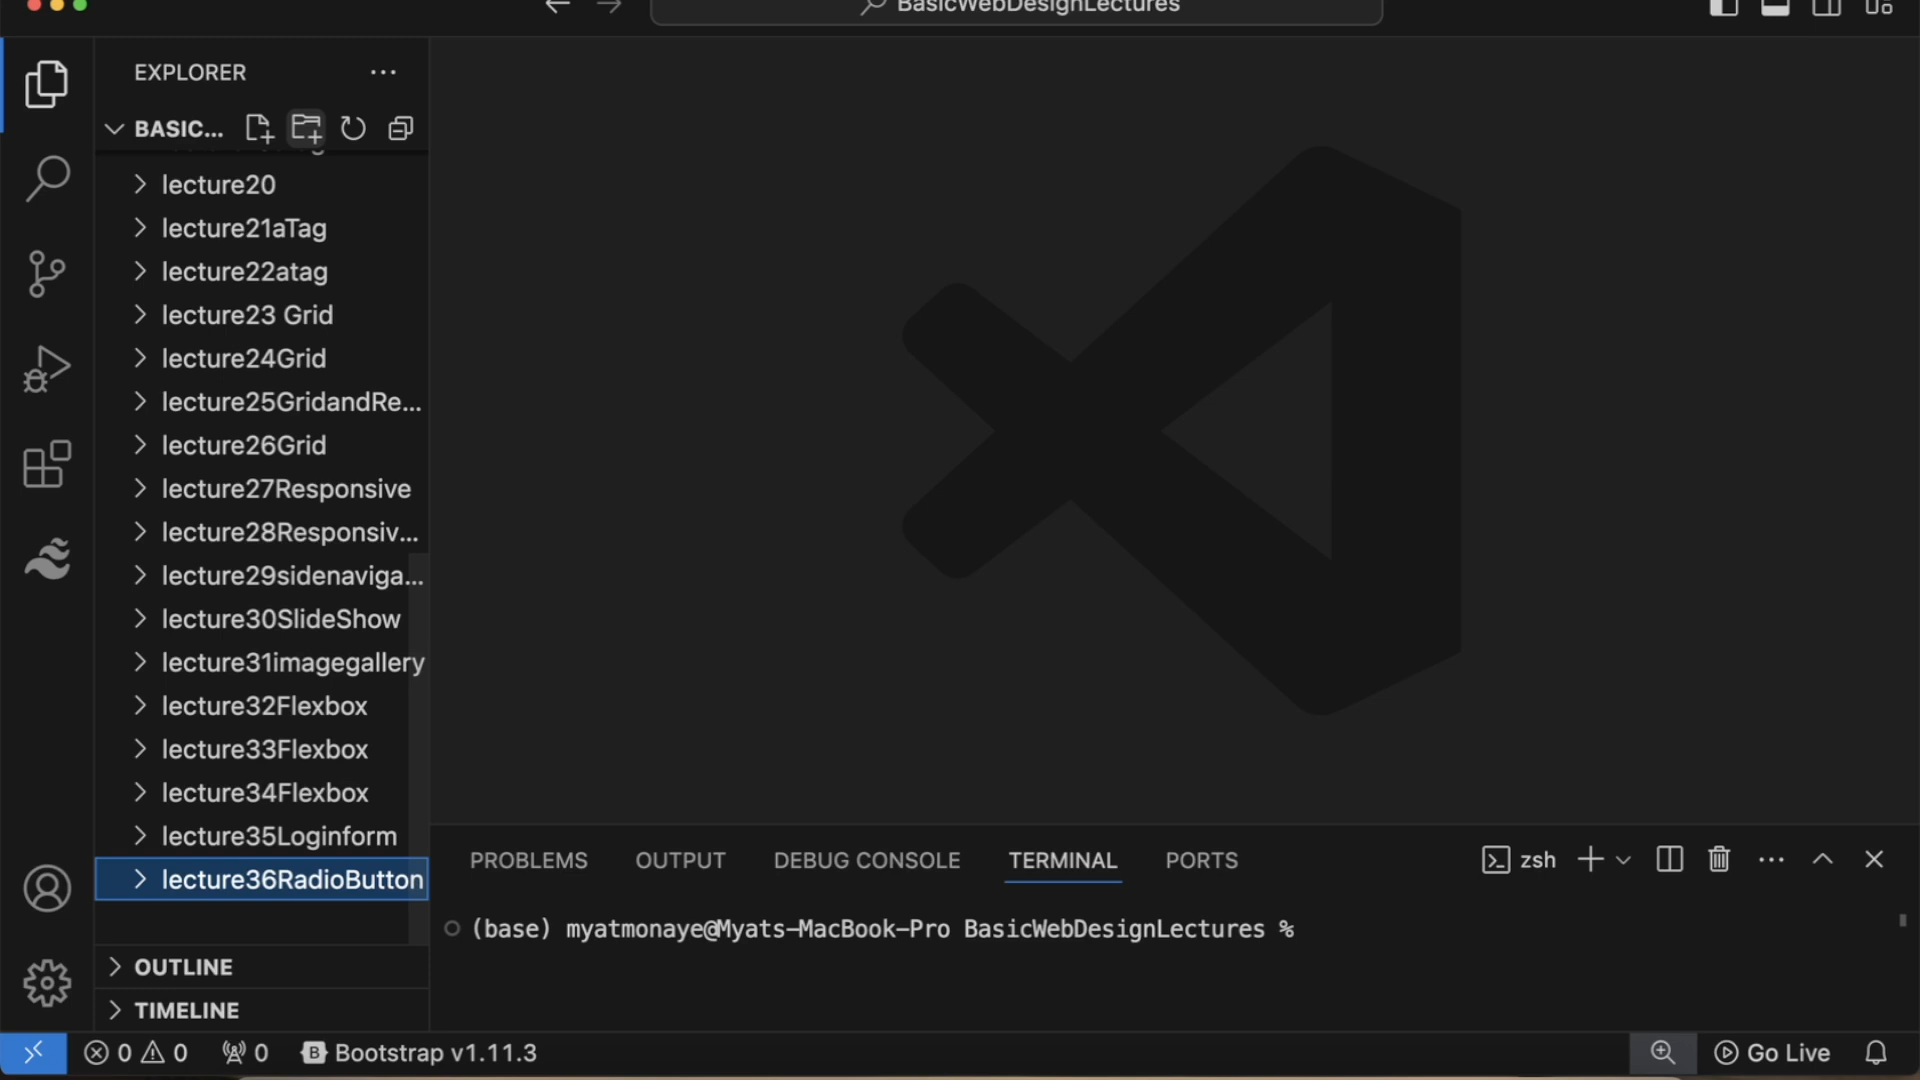 BasicWebDesignLectures
EXPLORER
BASIC...
lecture20
lecture21aTag
lecture22atag
lecture23 Grid
lecture24Grid
lecture25GridandRe...
lecture26Grid
lecture27Responsive
lecture28Responsiv...
lecture29sidenaviga...
lecture30SlideShow
lecture31imagegallery
lecture32Flexbox
lecture33Flexbox
lecture34Flexbox
lecture35Loginform
lecture36RadioButton
OUTLINE
TIMELINE
PROBLEMS OUTPUT DEBUG CONSOLE TERMINAL PORTS zsh
(base) myatmonaye@Myats-MacBook-Pro BasicWebDesignLectures %
0 0 0 B Bootstrap v1.11.3 Go Live